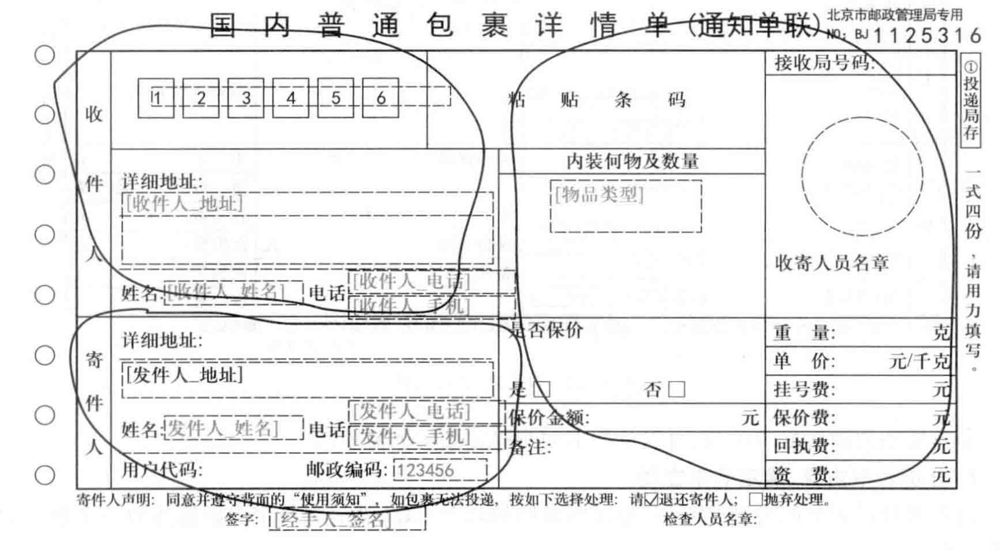 国内普通包裹详情单(通知单联)
北京市邮政管理局专用
NO: BJ 1125316
收件人
1 2 3 4 5 6
粘贴条码
接收局号码:
详细地址:
[收件人_地址]
内装何物及数量
[物品类型]
收寄人员名章
姓名:[收件人_姓名] 电话[收件人_电话]
[收件人_手机]
寄件人
详细地址:
[发件人_地址]
姓名:发件人_姓名] 电话[发件人_电话]
[发件人_手机]
用户代码: 邮政编码:123456
是否保价
是□ 否□
保价金额: 元
备注:
重 量: 克
单 价: 元/千克
挂号费: 元
保价费: 元
回执费: 元
资 费: 元
①投递局存
一式四份,请用力填写。
寄件人声明:同意并遵守背面的“使用须知”,如包裹无法投递,按如下选择处理:请☑退还寄件人;□抛弃处理。
签字:[经手人_签名] 检查人员名章: